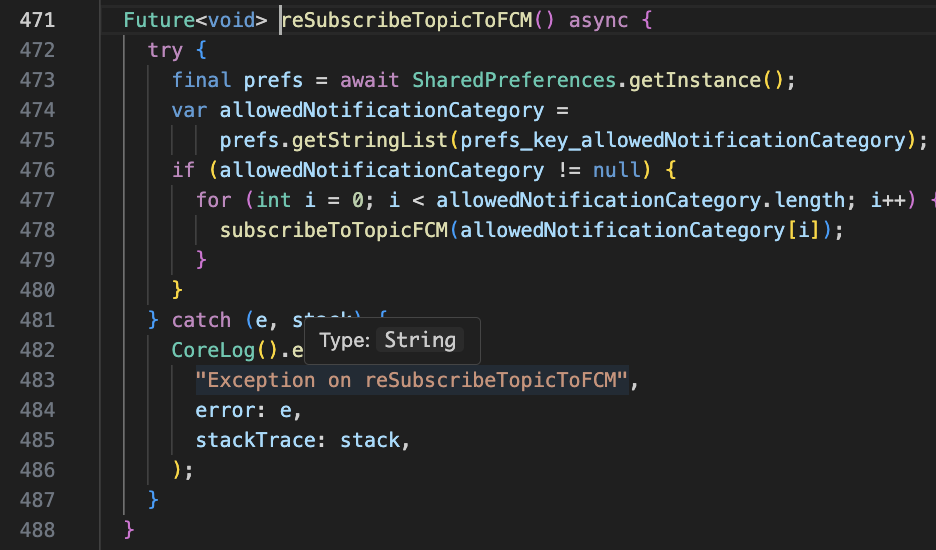 471 Future<void> reSubscribeTopicToFCM() async {
472 try {
473 final prefs = await SharedPreferences.getInstance();
474 var allowedNotificationCategory =
475 prefs.getStringList(prefs_key_allowedNotificationCategory);
476 if (allowedNotificationCategory != null) {
477 for (int i = 0; i < allowedNotificationCategory.length; i++) {
478 subscribeToTopicFCM(allowedNotificationCategory[i]);
479 }
480 }
481 } catch (e, stack) {
482 CoreLog().e
Type: String
483 "Exception on reSubscribeTopicToFCM",
484 error: e,
485 stackTrace: stack,
486 );
487 }
488 }